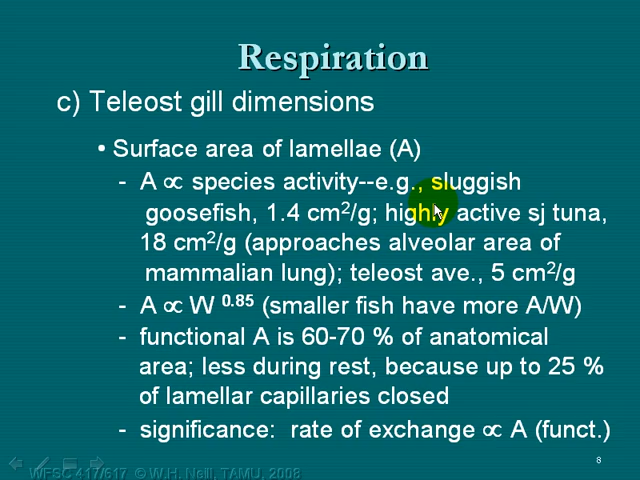 Respiration
c) Teleost gill dimensions
• Surface area of lamellae (A)
- A ∝ species activity--e.g., sluggish
goosefish, 1.4 cm²/g; highly active sj tuna,
18 cm²/g (approaches alveolar area of
mammalian lung); teleost ave., 5 cm²/g
- A ∝ W 0.85 (smaller fish have more A/W)
- functional A is 60-70 % of anatomical
area; less during rest, because up to 25 %
of lamellar capillaries closed
- significance: rate of exchange ∝ A (funct.)
8
WFSC 417/617 © W.H. Neill, TAMU, 2008